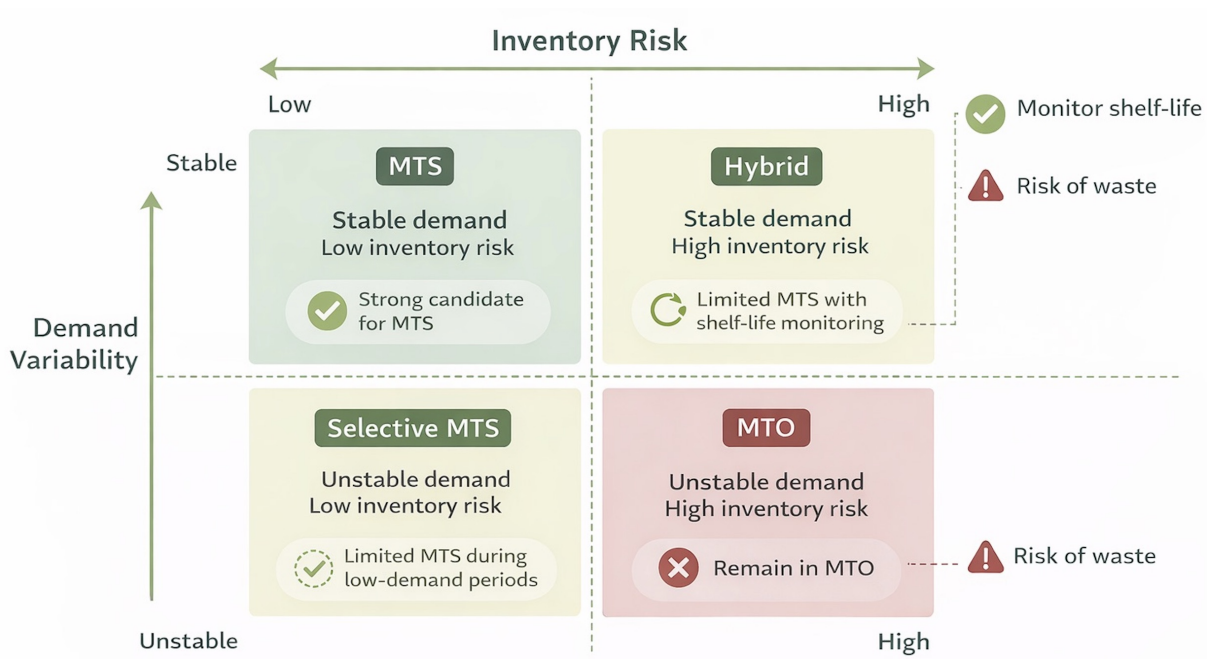 Inventory Risk
Low
High
Monitor shelf-life
Risk of waste
Stable
MTS
Stable demand
Low inventory risk
Strong candidate
for MTS
Hybrid
Stable demand
High inventory risk
Limited MTS with
shelf-life monitoring
Demand
Variability
Selective MTS
Unstable demand
Low inventory risk
Limited MTS during
low-demand periods
MTO
Unstable demand
High inventory risk
Remain in MTO
Risk of waste
Unstable
High